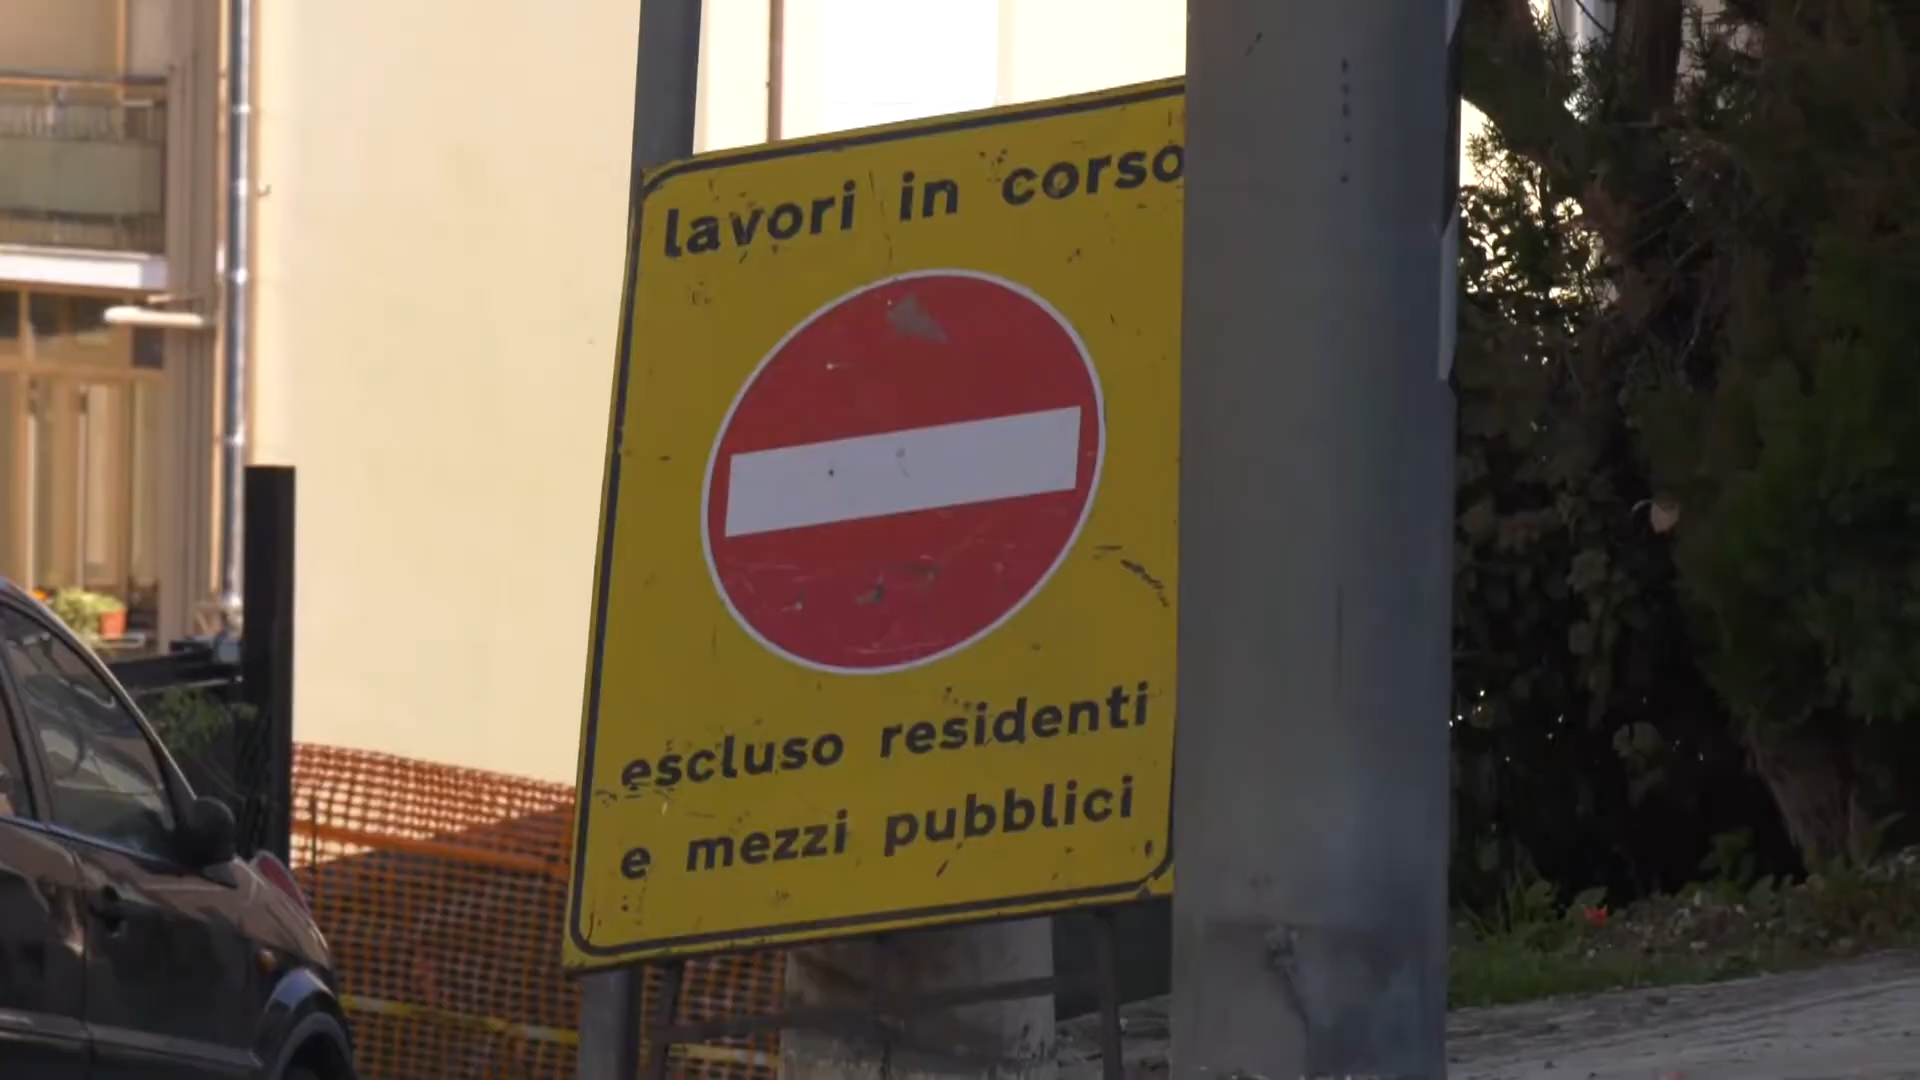 lavori in corso
escluso residenti
e mezzi pubblici